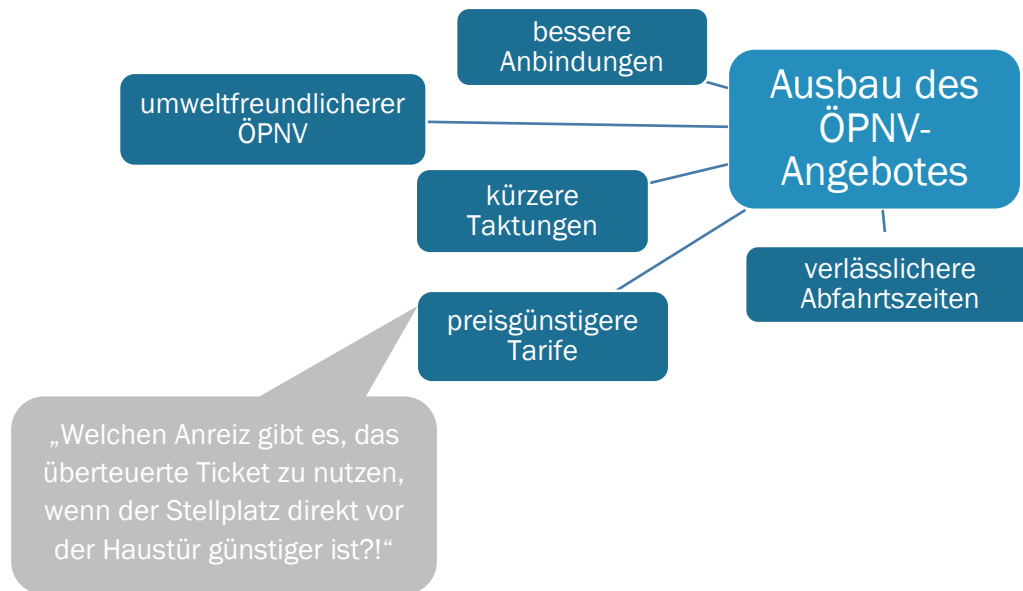 bessere
Anbindungen
Ausbau des
ÖPNV-
Angebotes
umweltfreundlicherer
ÖPNV
kürzere
Taktungen
verlässlichere
Abfahrtszeiten
preisgünstigere
Tarife
„Welchen Anreiz gibt es, das
überteuerte Ticket zu nutzen,
wenn der Stellplatz direkt vor
der Haustür günstiger ist?!“